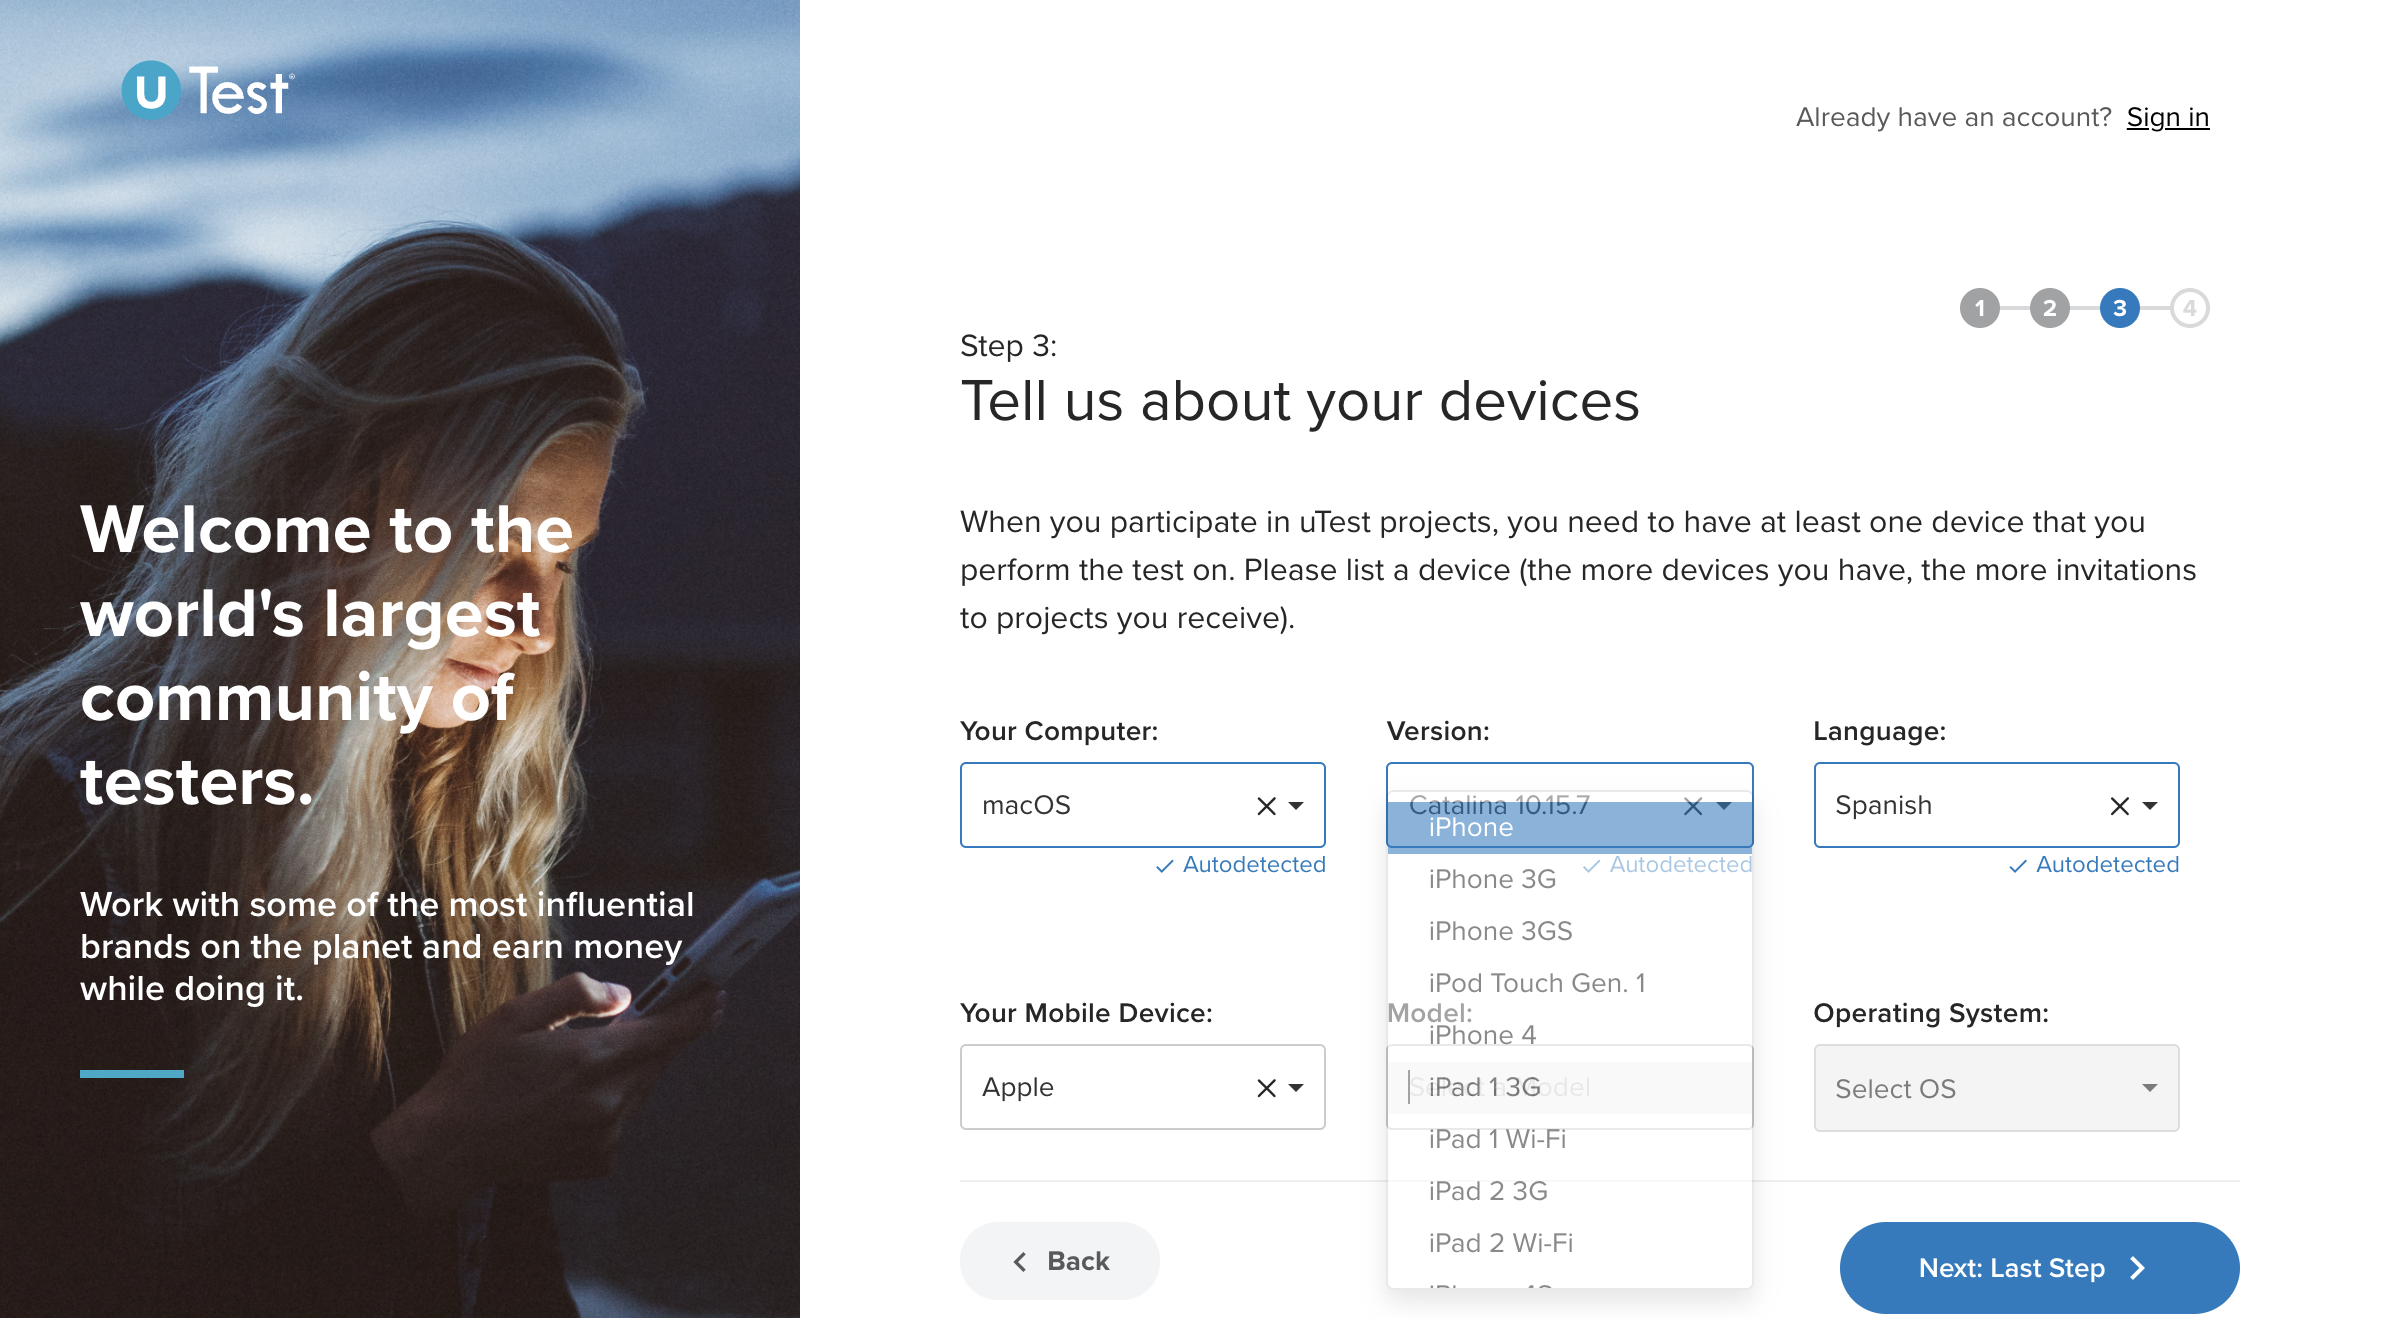 u Test
Already have an account? Sign in
1 2 3 4
Step 3:
Tell us about your devices
Welcome to the
world's largest
community of
testers.
Work with some of the most influential
brands on the planet and earn money
while doing it.
When you participate in uTest projects, you need to have at least one device that you
perform the test on. Please list a device (the more devices you have, the more invitations
to projects you receive).
Your Computer:
macOS
Autodetected
Version:
Catalina 10.15.7
Autodetected
Language:
Spanish
Autodetected
Your Mobile Device:
Apple
Model:
Select a Model
iPhone
iPhone 3G
iPhone 3GS
iPod Touch Gen. 1
iPhone 4
iPad 1 3G
iPad 1 Wi-Fi
iPad 2 3G
iPad 2 Wi-Fi
Operating System:
Select OS
Back
Next: Last Step